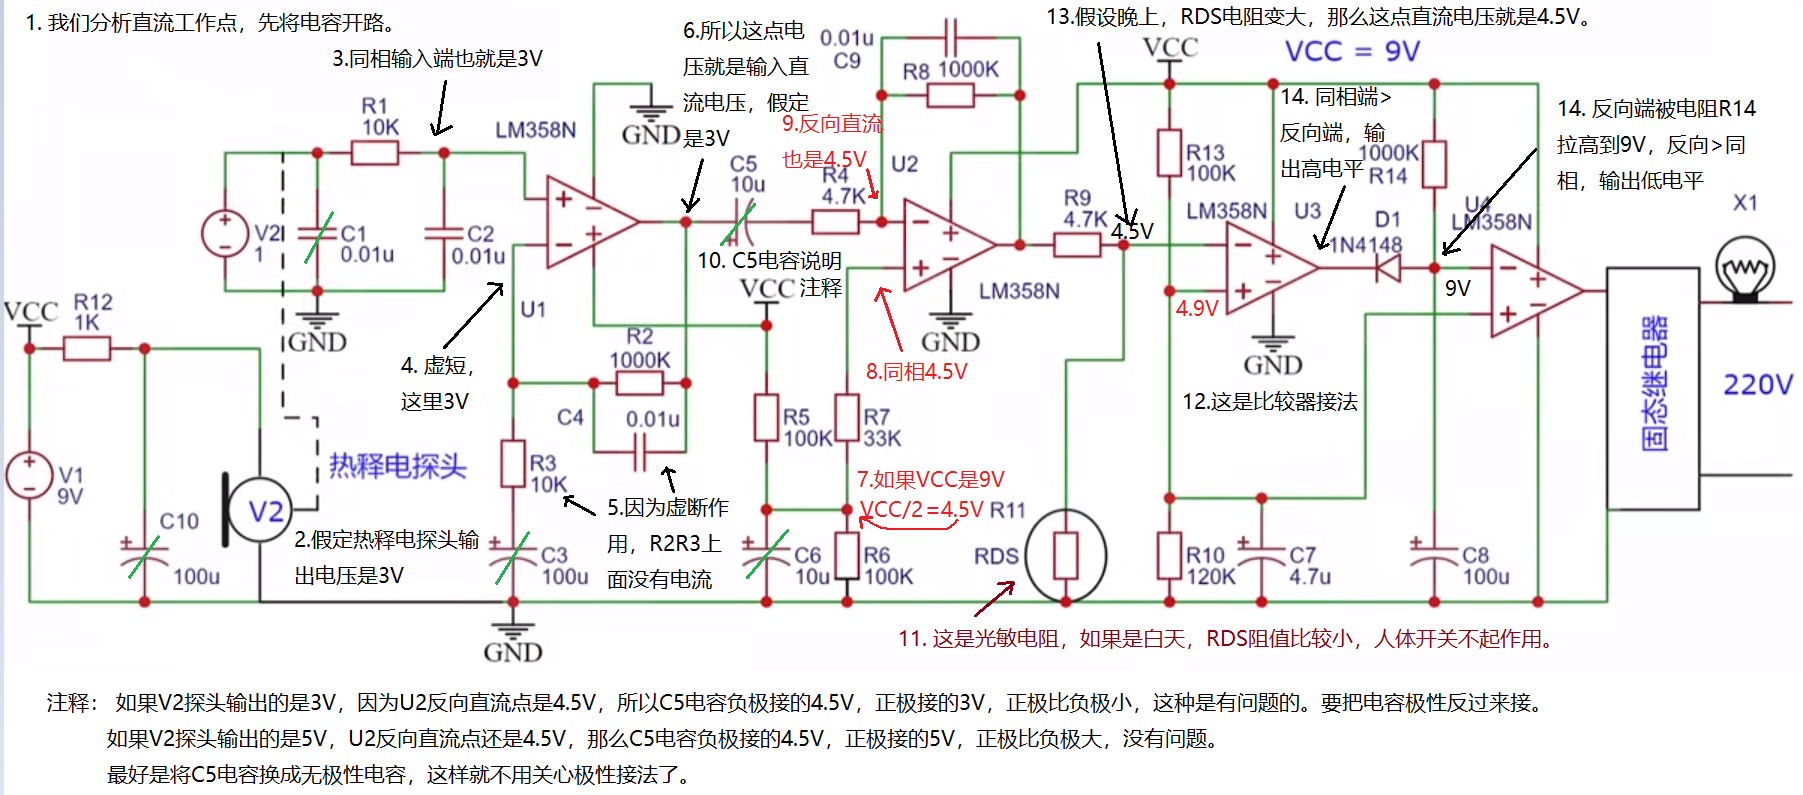 1. 我们分析直流工作点，先将电容开路。
3.同相输入端也就是3V
6.所以这点电
压就是输入直
流电压，假定
是3V
13.假设晚上，RDS电阻变大，那么这点直流电压就是4.5V。
VCC
VCC = 9V
0.01u
C9
R8
1000K
R1
10K
LM358N
GND
9.反向直流
也是4.5V
U2
C5
10u
R4
4.7K
14. 同相端>
反向端，输
出高电平
14. 反向端被电阻R14
拉高到9V，反向>同
相，输出低电平
R13
100K
1000K
R14
V2
1
C1
0.01u
C2
0.01u
R9
4.7K
4.5V
LM358N
U3
D1
1N4148
U4
LM358N
X1
10. C5电容说明
注释
VCC
LM358N
4.9V
9V
VCC
R12
1K
GND
U1
R2
1000K
GND
GND
4. 虚短，
这里3V
8.同相4.5V
12.这是比较器接法
固态继电器
220V
C4
0.01u
R5
100K
R7
33K
V1
9V
热释电探头
V2
R3
10K
5.因为虚断作
用，R2R3上
面没有电流
7.如果VCC是9V
VCC/2=4.5V
R11
RDS
C10
100u
2.假定热释电探头输
出电压是3V
C3
100u
C6
10u
R6
100K
R10
120K
C7
4.7u
C8
100u
GND
11. 这是光敏电阻，如果是白天，RDS阻值比较小，人体开关不起作用。
注释： 如果V2探头输出的是3V，因为U2反向直流点是4.5V，所以C5电容负极接的4.5V，正极接的3V，正极比负极小，这种是有问题的。要把电容极性反过来接。
如果V2探头输出的是5V，U2反向直流点还是4.5V，那么C5电容负极接的4.5V，正极接的5V，正极比负极大，没有问题。
最好是将C5电容换成无极性电容，这样就不用关心极性接法了。